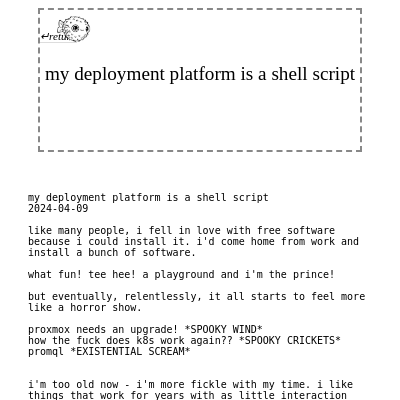 ↵return
my deployment platform is a shell script
my deployment platform is a shell script
2024-04-09
like many people, i fell in love with free software
because i could install it. i'd come home from work and
install a bunch of software.
what fun! tee hee! a playground and i'm the prince!
but eventually, relentlessly, it all starts to feel more
like a horror show.
proxmox needs an upgrade! *SPOOKY WIND*
how the fuck does k8s work again?? *SPOOKY CRICKETS*
promql *EXISTENTIAL SCREAM*
i'm too old now - i'm more fickle with my time. i like
things that work for years with as little interaction